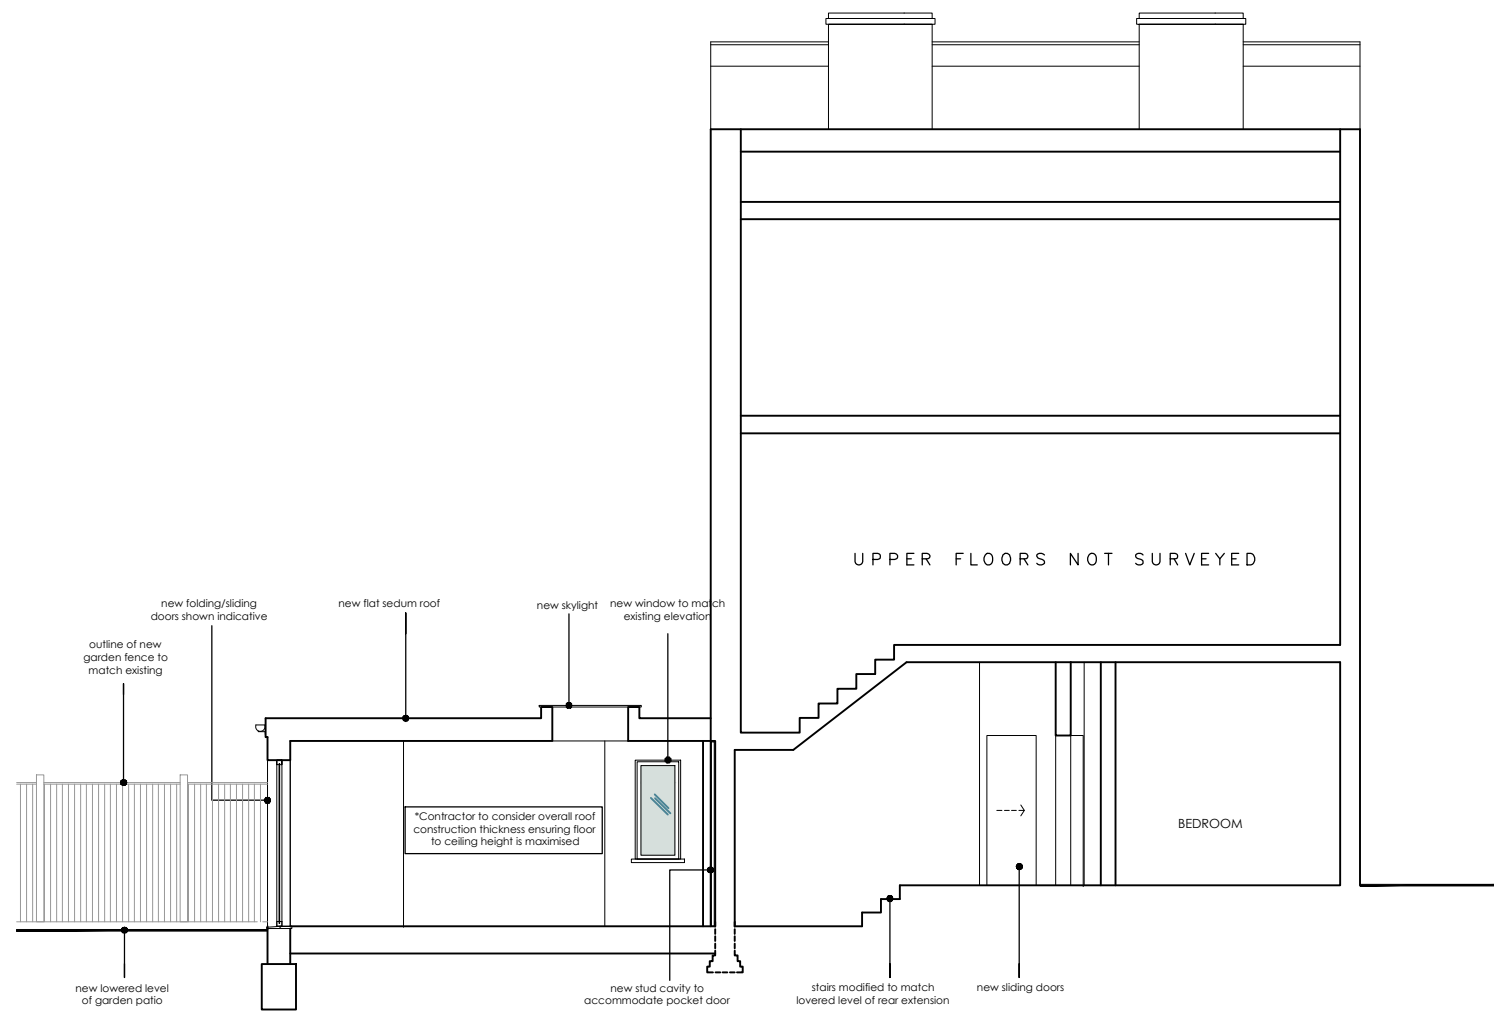 UPPER FLOORS NOT SURVEYED
new folding/sliding
doors shown indicative
new flat sedum roof
new skylight
new window to match
existing elevation
outline of new
garden fence to
match existing
*Contractor to consider overall roof
construction thickness ensuring floor
to ceiling height is maximised
BEDROOM
new lowered level
of garden patio
new stud cavity to
accommodate pocket door
stairs modified to match
lovered level of rear extension
new sliding doors